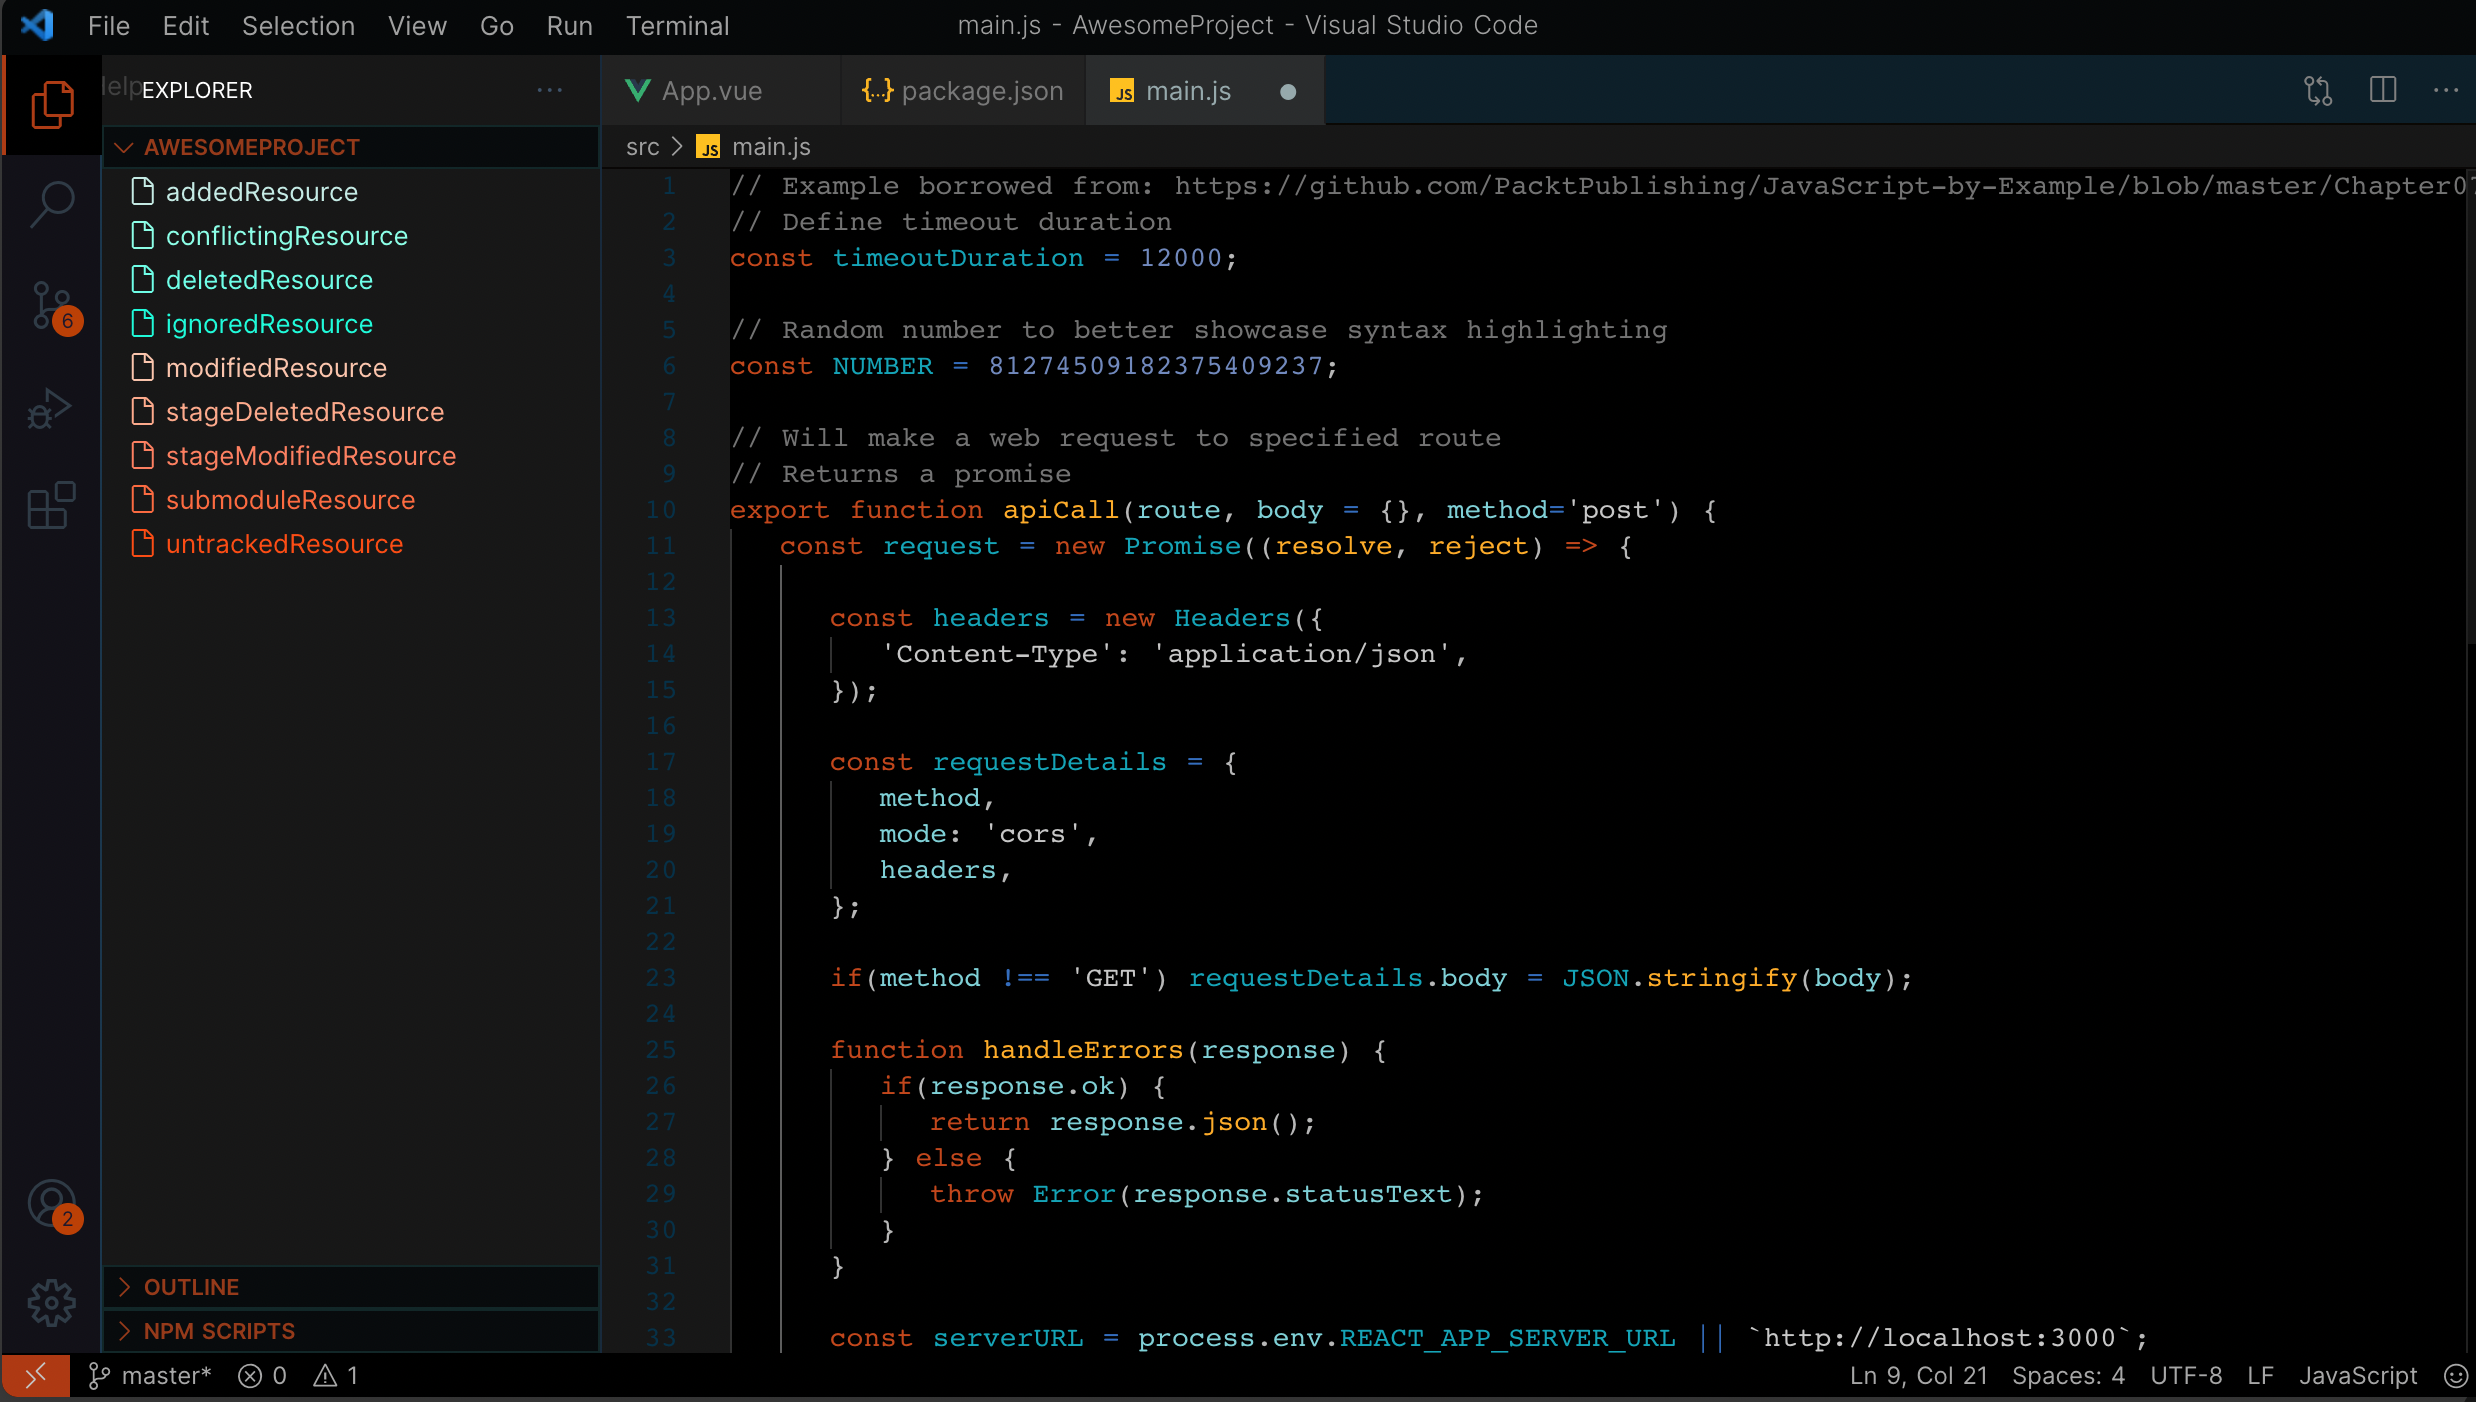 File Edit Selection View Go Run Terminal
main.js - AwesomeProject - Visual Studio Code
elp
EXPLORER
AWESOMEPROJECT
addedResource
conflictingResource
deletedResource
ignoredResource
modifiedResource
stageDeletedResource
stageModifiedResource
submoduleResource
untrackedResource
OUTLINE
NPM SCRIPTS
6
2
App.vue {...} package.json JS main.js
src > JS main.js
1 // Example borrowed from: https://github.com/PacktPublishing/JavaScript-by-Example/blob/master/Chapter0
2 // Define timeout duration
3 const timeoutDuration = 12000;
4
5 // Random number to better showcase syntax highlighting
6 const NUMBER = 81274509182375409237;
7
8 // Will make a web request to specified route
9 // Returns a promise
10 export function apiCall(route, body = {}, method='post') {
11 const request = new Promise((resolve, reject) => {
12
13 const headers = new Headers({
14 'Content-Type': 'application/json',
15 });
16
17 const requestDetails = {
18 method,
19 mode: 'cors',
20 headers,
21 };
22
23 if(method !== 'GET') requestDetails.body = JSON.stringify(body);
24
25 function handleErrors(response) {
26 if(response.ok) {
27 return response.json();
28 } else {
29 throw Error(response.statusText);
30 }
31 }
32
33 const serverURL = process.env.REACT_APP_SERVER_URL || `http://localhost:3000`;
master* 0 1
Ln 9, Col 21 Spaces: 4 UTF-8 LF JavaScript